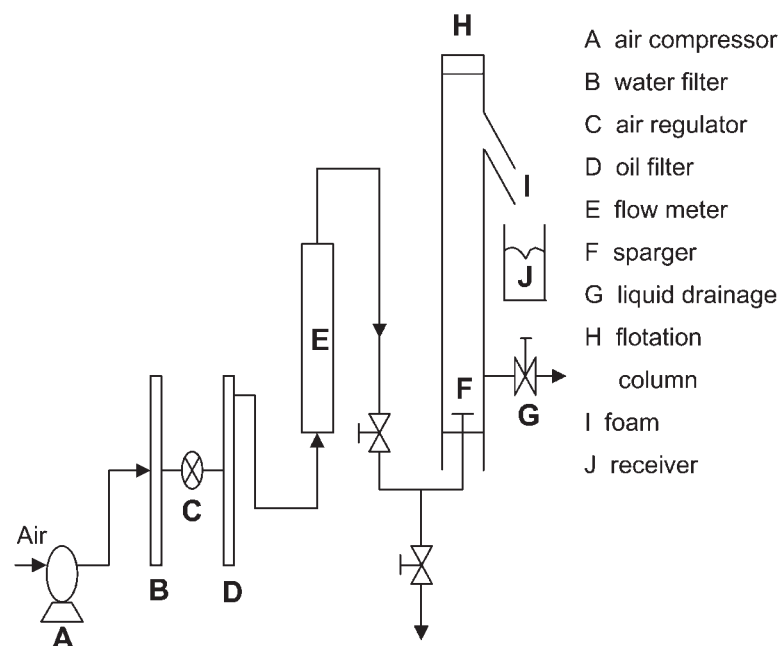 H
A air compressor
B water filter
C air regulator
D oil filter
E flow meter
F sparger
G liquid drainage
H flotation
column
I foam
J receiver
I
J
E
F
G
C
Air
B
D
A